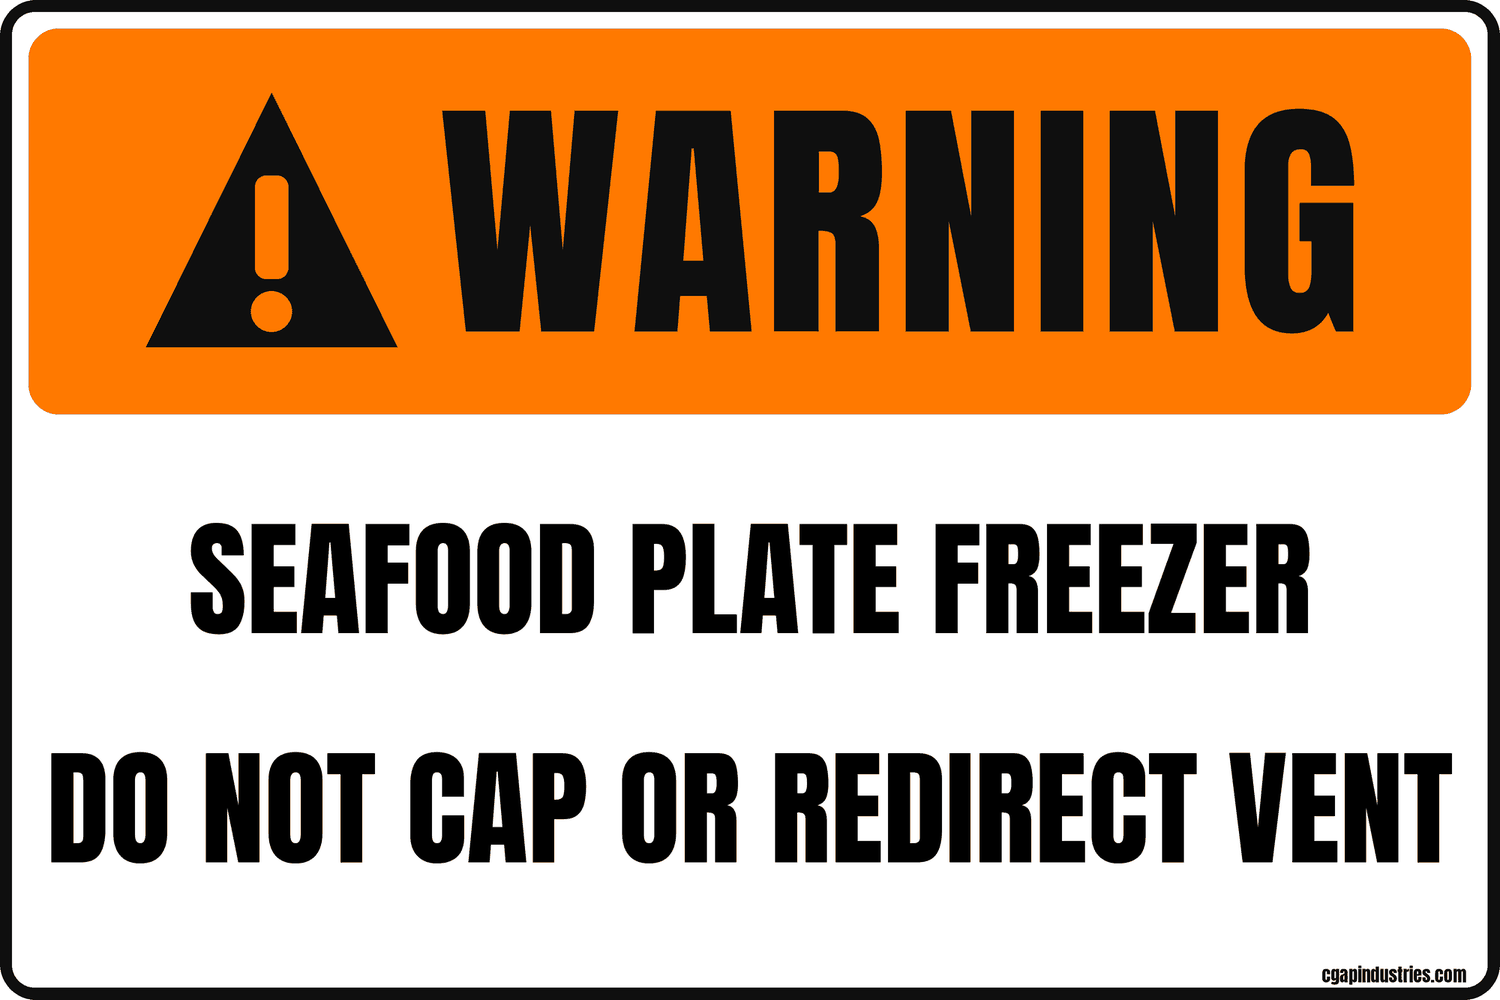 WARNING
SEAFOOD PLATE FREEZER
DO NOT CAP OR REDIRECT VENT
cgapindustries.com